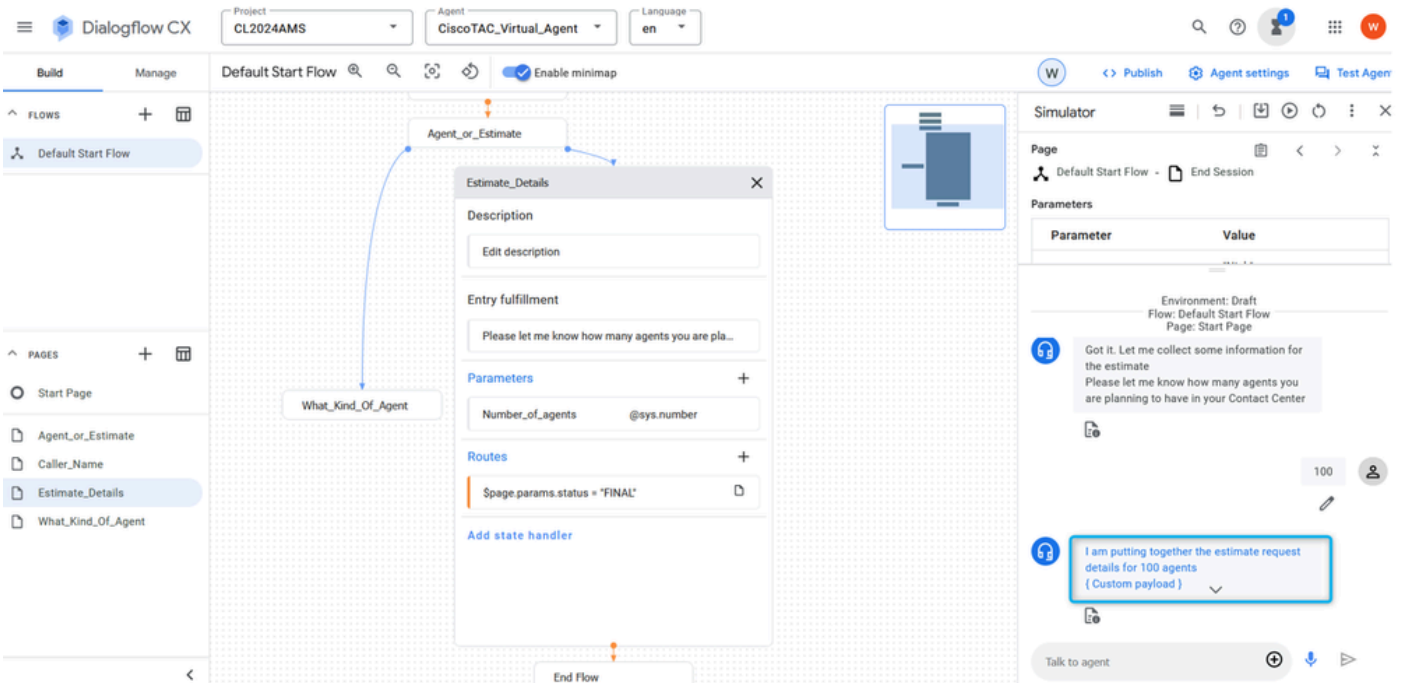 Dialogflow CX
Project
CL2024AMS
Agent
CiscoTAC_Virtual_Agent
Language
en
1
W
Build
Manage
Default Start Flow
Enable minimap
W
<> Publish
Agent settings
Test Agent
FLOWS
Default Start Flow
PAGES
Start Page
Agent_or_Estimate
Caller_Name
Estimate_Details
What_Kind_Of_Agent
Agent_or_Estimate
What_Kind_Of_Agent
Estimate_Details
Description
Edit description
Entry fulfillment
Please let me know how many agents you are pla...
Parameters
Number_of_agents @sys.number
Routes
$page.params.status = "FINAL"
Add state handler
End Flow
Simulator
Page
Default Start Flow - End Session
Parameters
Parameter Value
Environment: Draft
Flow: Default Start Flow
Page: Start Page
Got it. Let me collect some information for
the estimate
Please let me know how many agents you
are planning to have in your Contact Center
100
I am putting together the estimate request
details for 100 agents
{ Custom payload }
Talk to agent